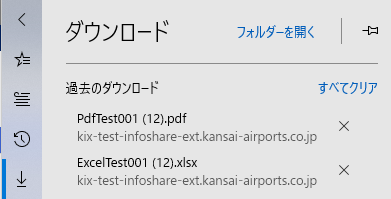 ダウンロード
フォルダーを開く
過去のダウンロード
すべてクリア
PdfTest001 (12).pdf
kix-test-infoshare-ext.kansai-airports.co.jp
ExcelTest001 (12).xlsx
kix-test-infoshare-ext.kansai-airports.co.jp